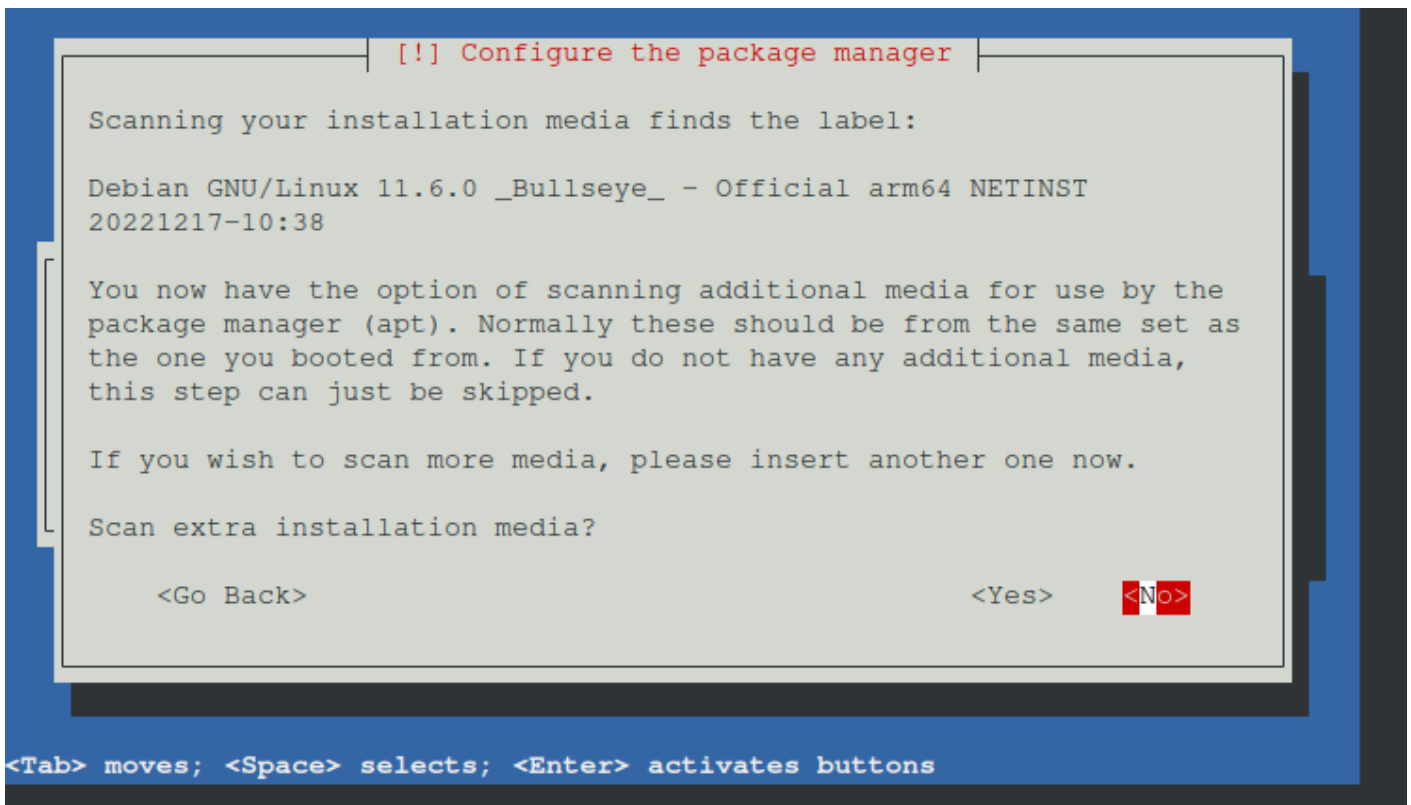 [!] Configure the package manager
Scanning your installation media finds the label:
Debian GNU/Linux 11.6.0 _Bullseye_ - Official arm64 NETINST
20221217-10:38
You now have the option of scanning additional media for use by the
package manager (apt). Normally these should be from the same set as
the one you booted from. If you do not have any additional media,
this step can just be skipped.
If you wish to scan more media, please insert another one now.
Scan extra installation media?
<Go Back> <Yes> <No>
<Tab> moves; <Space> selects; <Enter> activates buttons